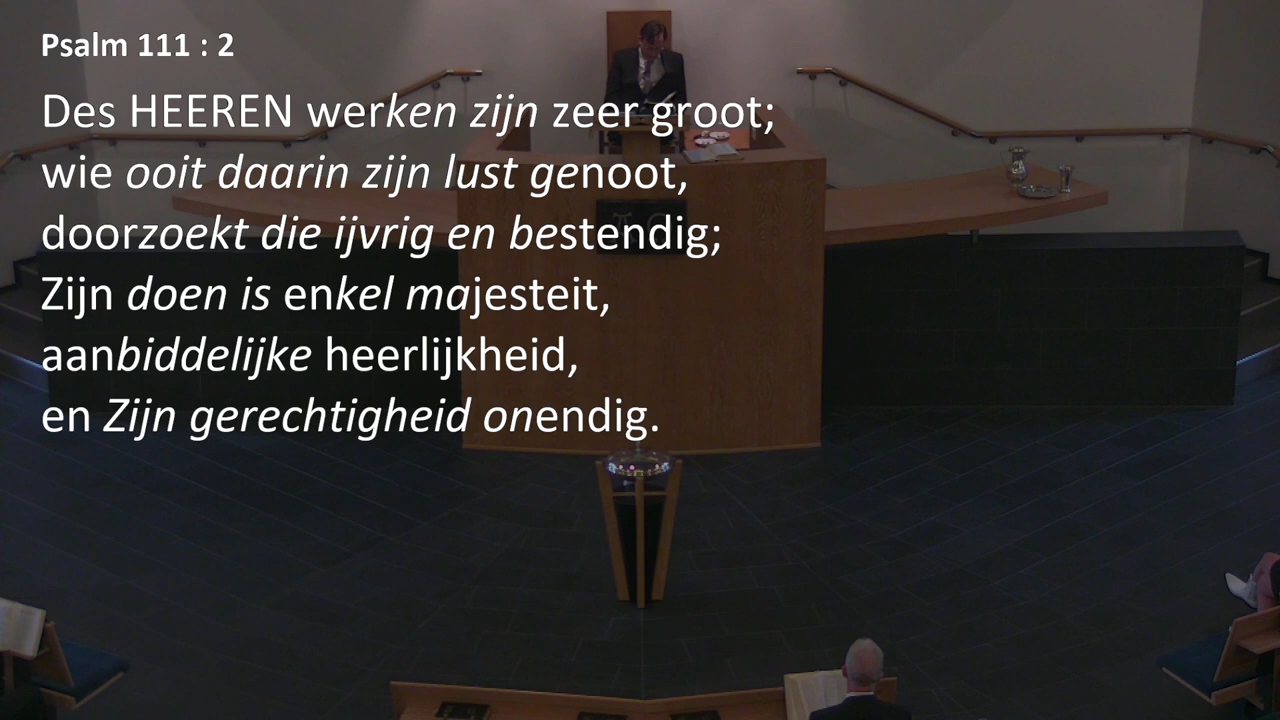 Psalm 111 : 2
Des HEEREN werken zijn zeer groot;
wie ooit daarin zijn lust genoot,
doorzoekt die ijvrig en bestendig;
Zijn doen is enkel majesteit,
aanbiddelijke heerlijkheid,
en Zijn gerechtigheid onendig.